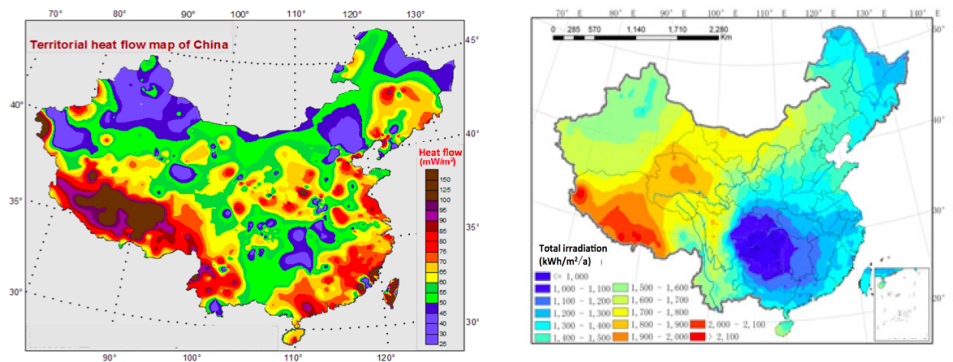 70° 80° 90° 100° 110° 120° 130°
Territorial heat flow map of China
45°
40°
40°
35°
35°
30°
30°
90° 100° 110° 120°
Heat flow
(mW/m²)
150
120
100
95
90
85
80
75
70
65
60
55
50
45
40
30
25
70° E 80° E 90° E 100° E 110° E 120° E 130° E 140° E
0 285 570 1,140 1,710 2,280
Km
50°
40°
30°
20°
Total irradiation
(kWh/m²/a)
<= 1,000
1,000 - 1,100
1,100 - 1,200
1,200 - 1,300
1,300 - 1,400
1,400 - 1,500
1,500 - 1,600
1,600 - 1,700
1,700 - 1,800
1,800 - 1,900
1,900 - 2,000
2,000 - 2,100
> 2,100